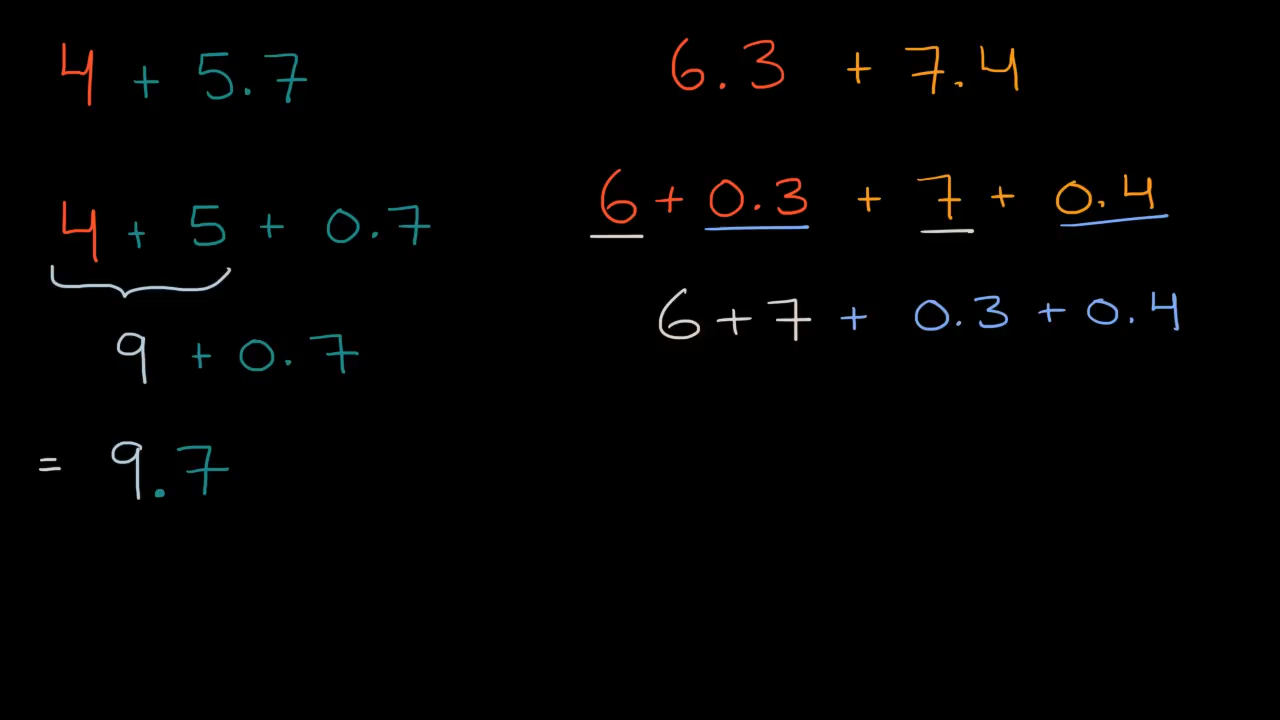 4 + 5.7
4 + 5 + 0.7
9 + 0.7
= 9.7
6.3 + 7.4
6 + 0.3 + 7 + 0.4
6 + 7 + 0.3 + 0.4